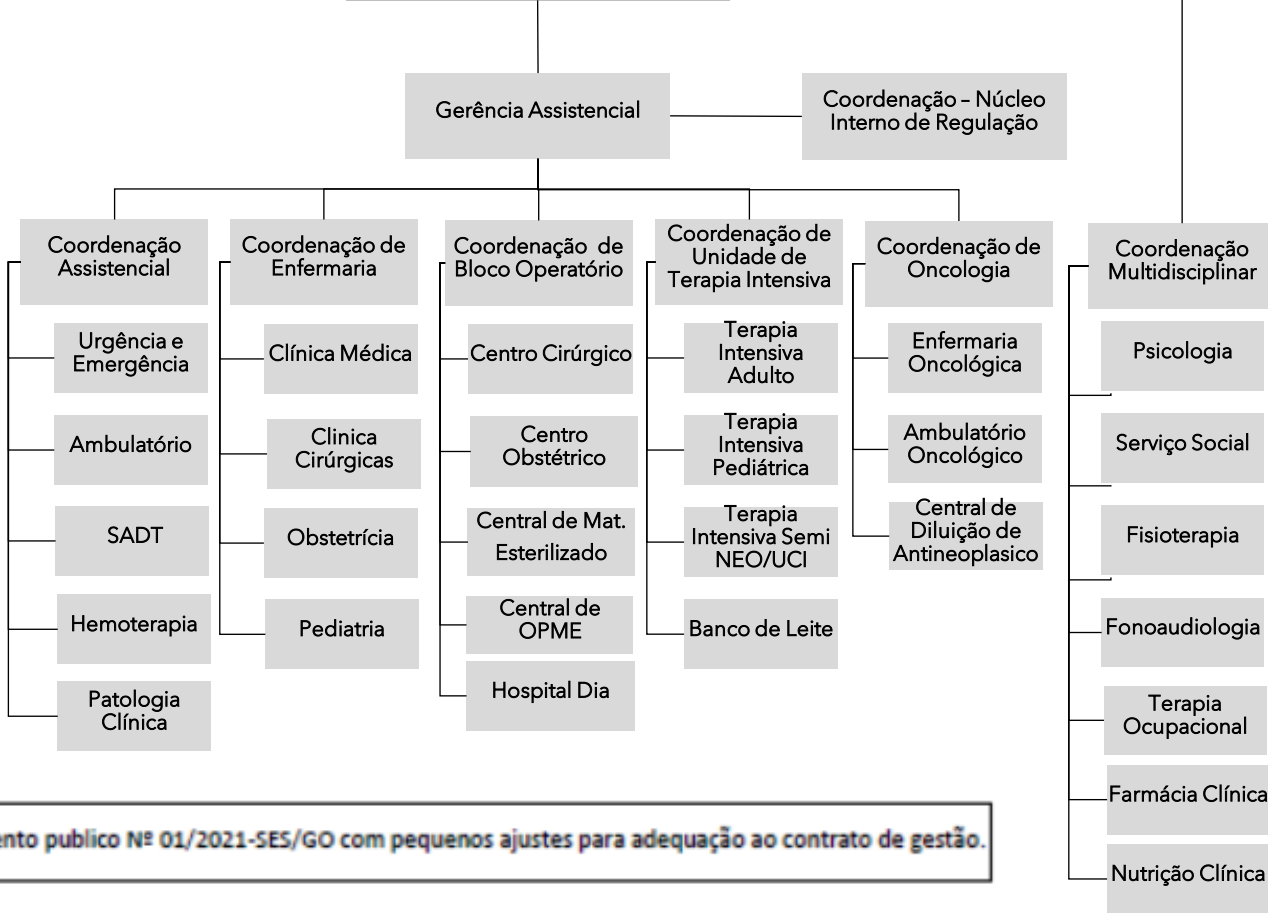 Gerência Assistencial
Coordenação – Núcleo
Interno de Regulação
Coordenação
Assistencial
Urgência e
Emergência
Ambulatório
SADT
Hemoterapia
Patologia
Clínica
Coordenação de
Enfermaria
Clínica Médica
Clinica
Cirúrgicas
Obstetrícia
Pediatria
Coordenação de
Bloco Operatório
Centro Cirúrgico
Centro
Obstétrico
Central de Mat.
Esterilizado
Central de
OPME
Hospital Dia
Coordenação de
Unidade de
Terapia Intensiva
Terapia
Intensiva
Adulto
Terapia
Intensiva
Pediátrica
Terapia
Intensiva Semi
NEO/UCI
Banco de Leite
Coordenação de
Oncologia
Enfermaria
Oncológica
Ambulatório
Oncológico
Central de
Diluição de
Antineoplasico
Coordenação
Multidisciplinar
Psicologia
Serviço Social
Fisioterapia
Fonoaudiologia
Terapia
Ocupacional
Farmácia Clínica
Nutrição Clínica
ento publico Nº 01/2021-SES/GO com pequenos ajustes para adequação ao contrato de gestão.